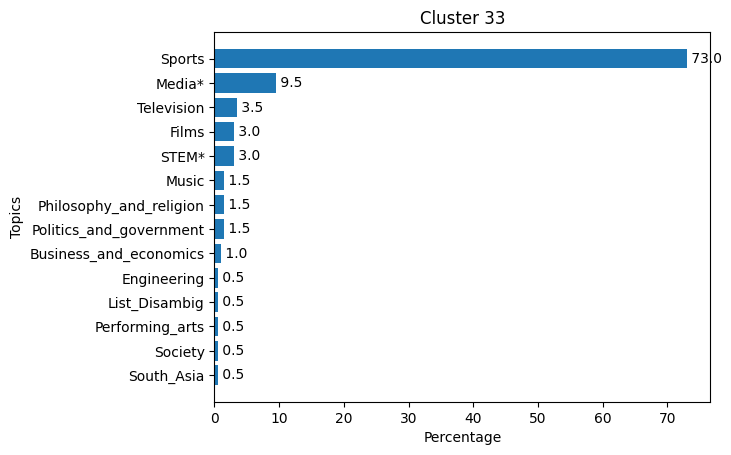 Cluster 33
Topics
Sports 73.0
Media* 9.5
Television 3.5
Films 3.0
STEM* 3.0
Music 1.5
Philosophy_and_religion 1.5
Politics_and_government 1.5
Business_and_economics 1.0
Engineering 0.5
List_Disambig 0.5
Performing_arts 0.5
Society 0.5
South_Asia 0.5
0 10 20 30 40 50 60 70
Percentage